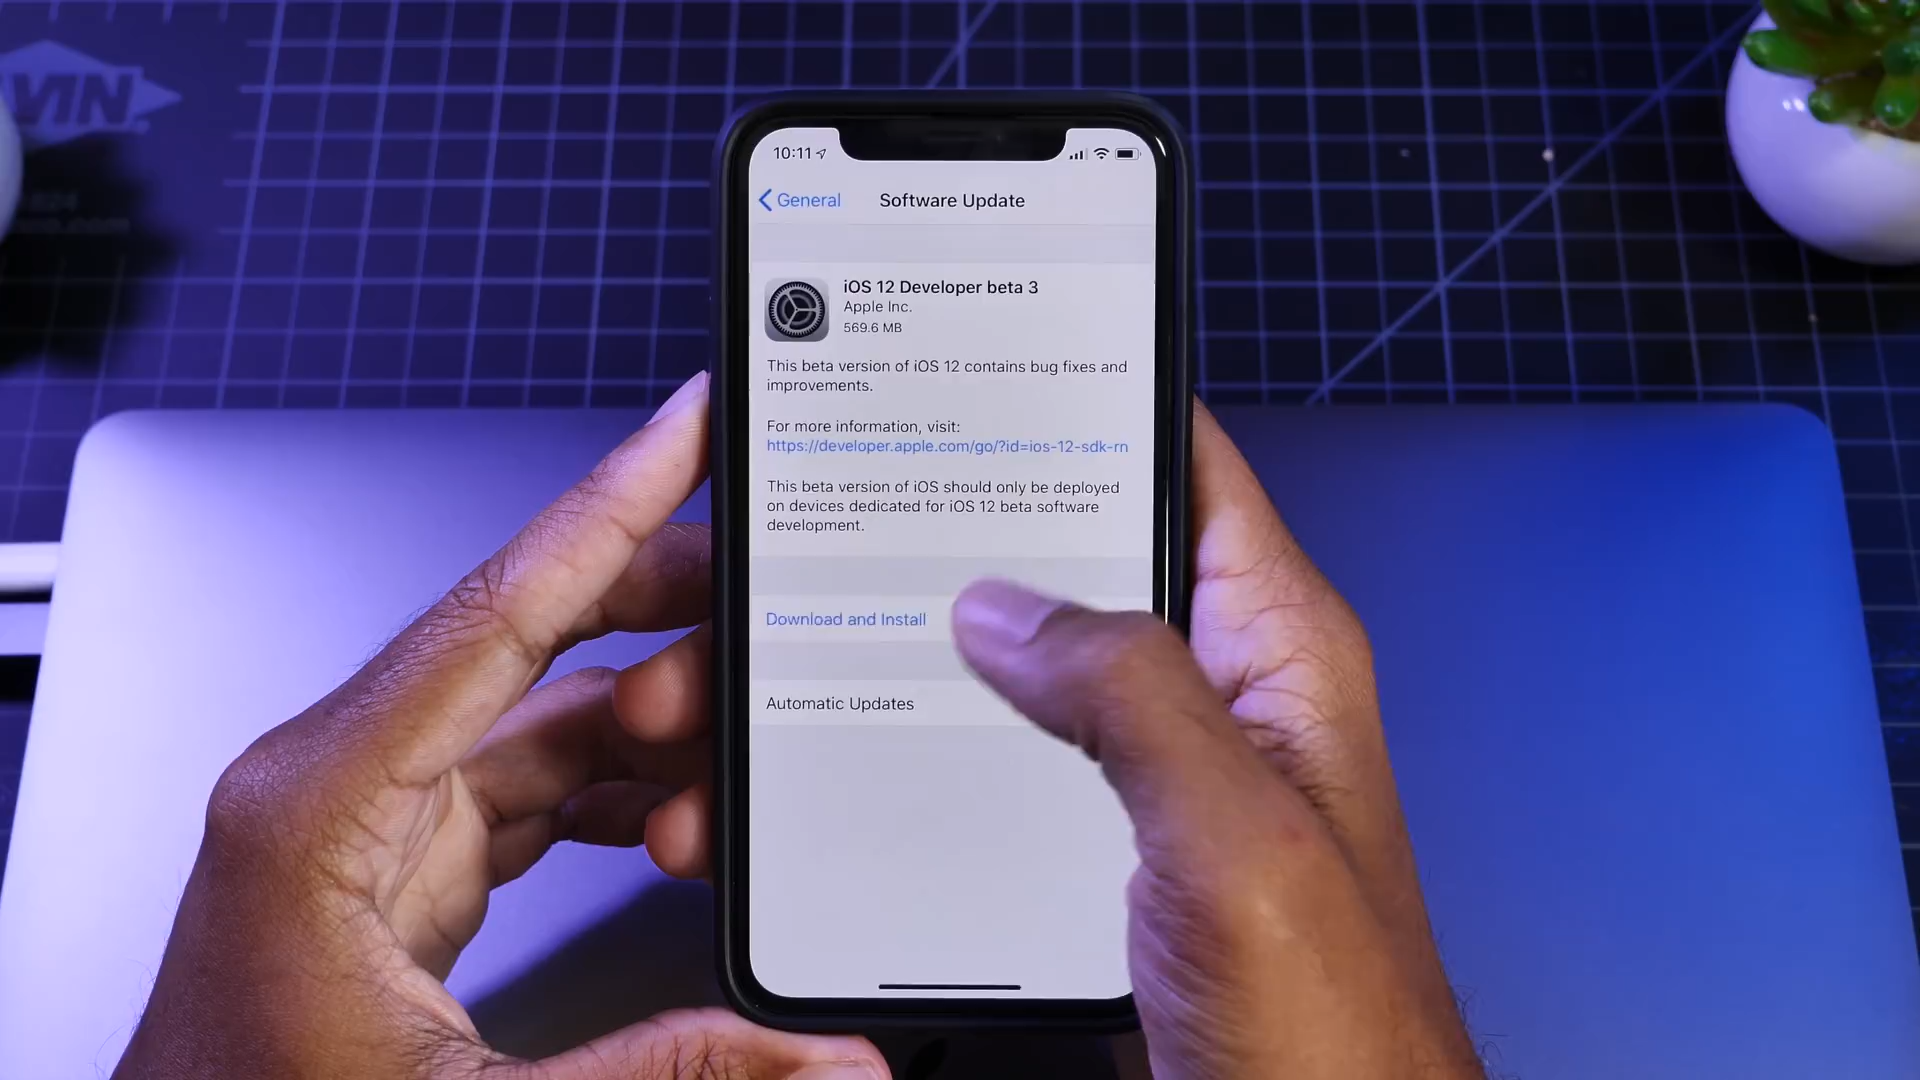 10:11
General
Software Update
iOS 12 Developer beta 3
Apple Inc.
569.6 MB
This beta version of iOS 12 contains bug fixes and
improvements.
For more information, visit:
https://developer.apple.com/go/?id=ios-12-sdk-rn
This beta version of iOS should only be deployed
on devices dedicated for iOS 12 beta software
development.
Download and Install
Automatic Updates